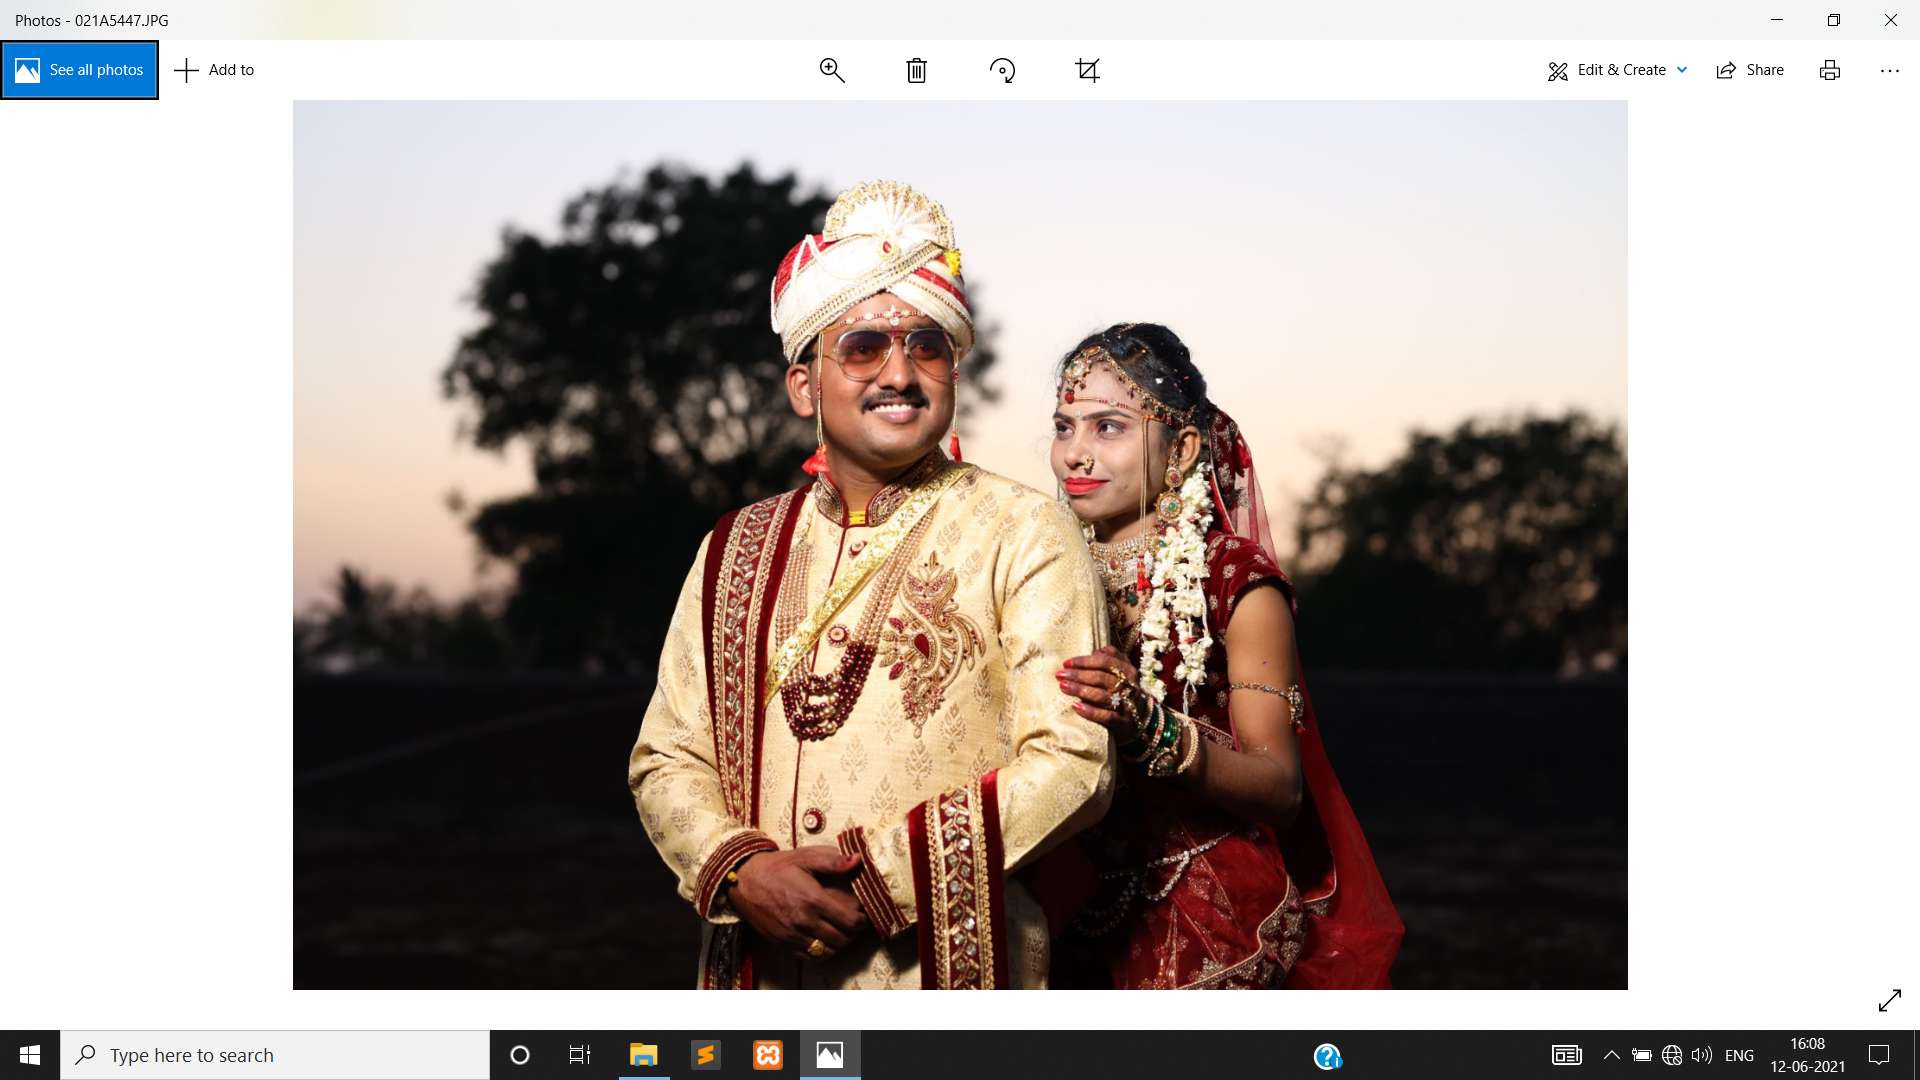 Photos - 021A5447.JPG
See all photos
Add to
Edit & Create
Share
Type here to search
ENG
16:08
12-06-2021